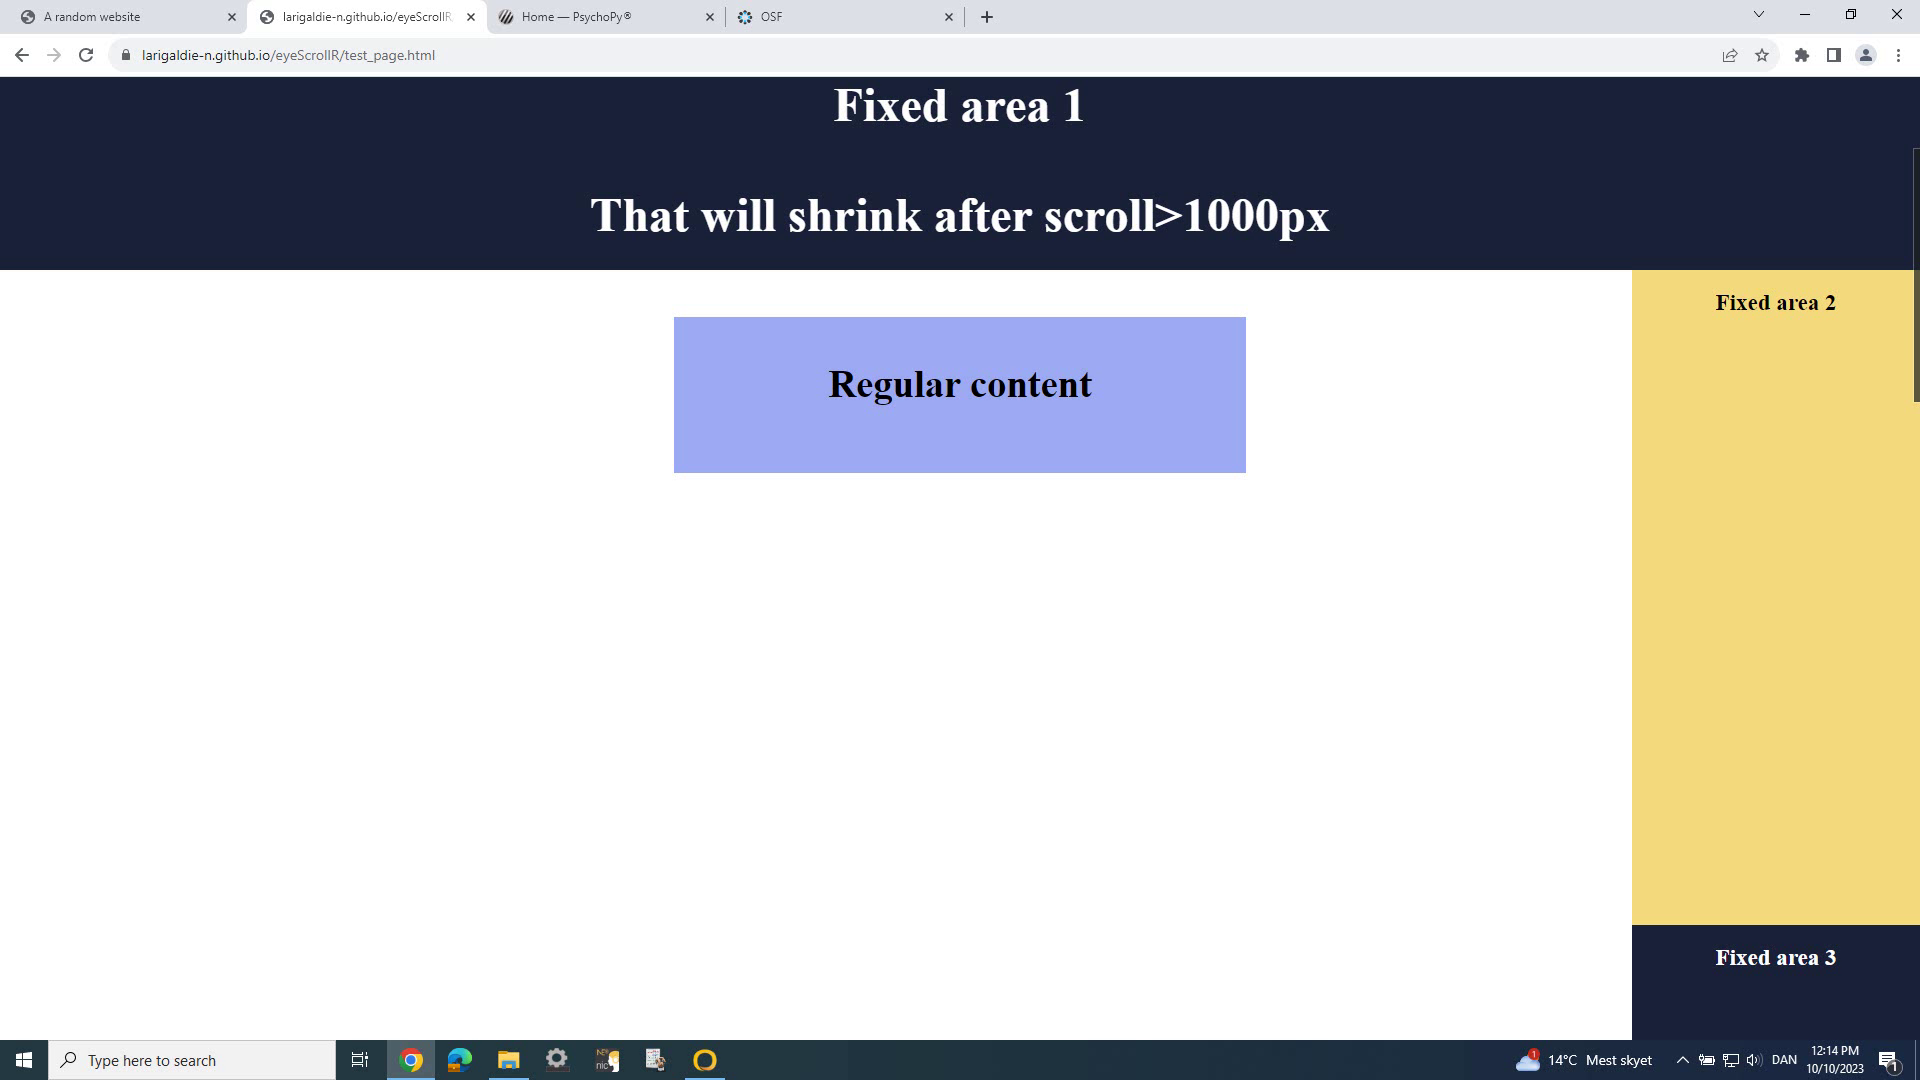 A random website
larigaldie-n.github.io/eyeScrollR
Home — PsychoPy®
OSF
larigaldie-n.github.io/eyeScrollR/test_page.html
Fixed area 1
That will shrink after scroll>1000px
Fixed area 2
Regular content
Fixed area 3
Type here to search
1
14°C Mest skyet
DAN
12:14 PM
10/10/2023
1